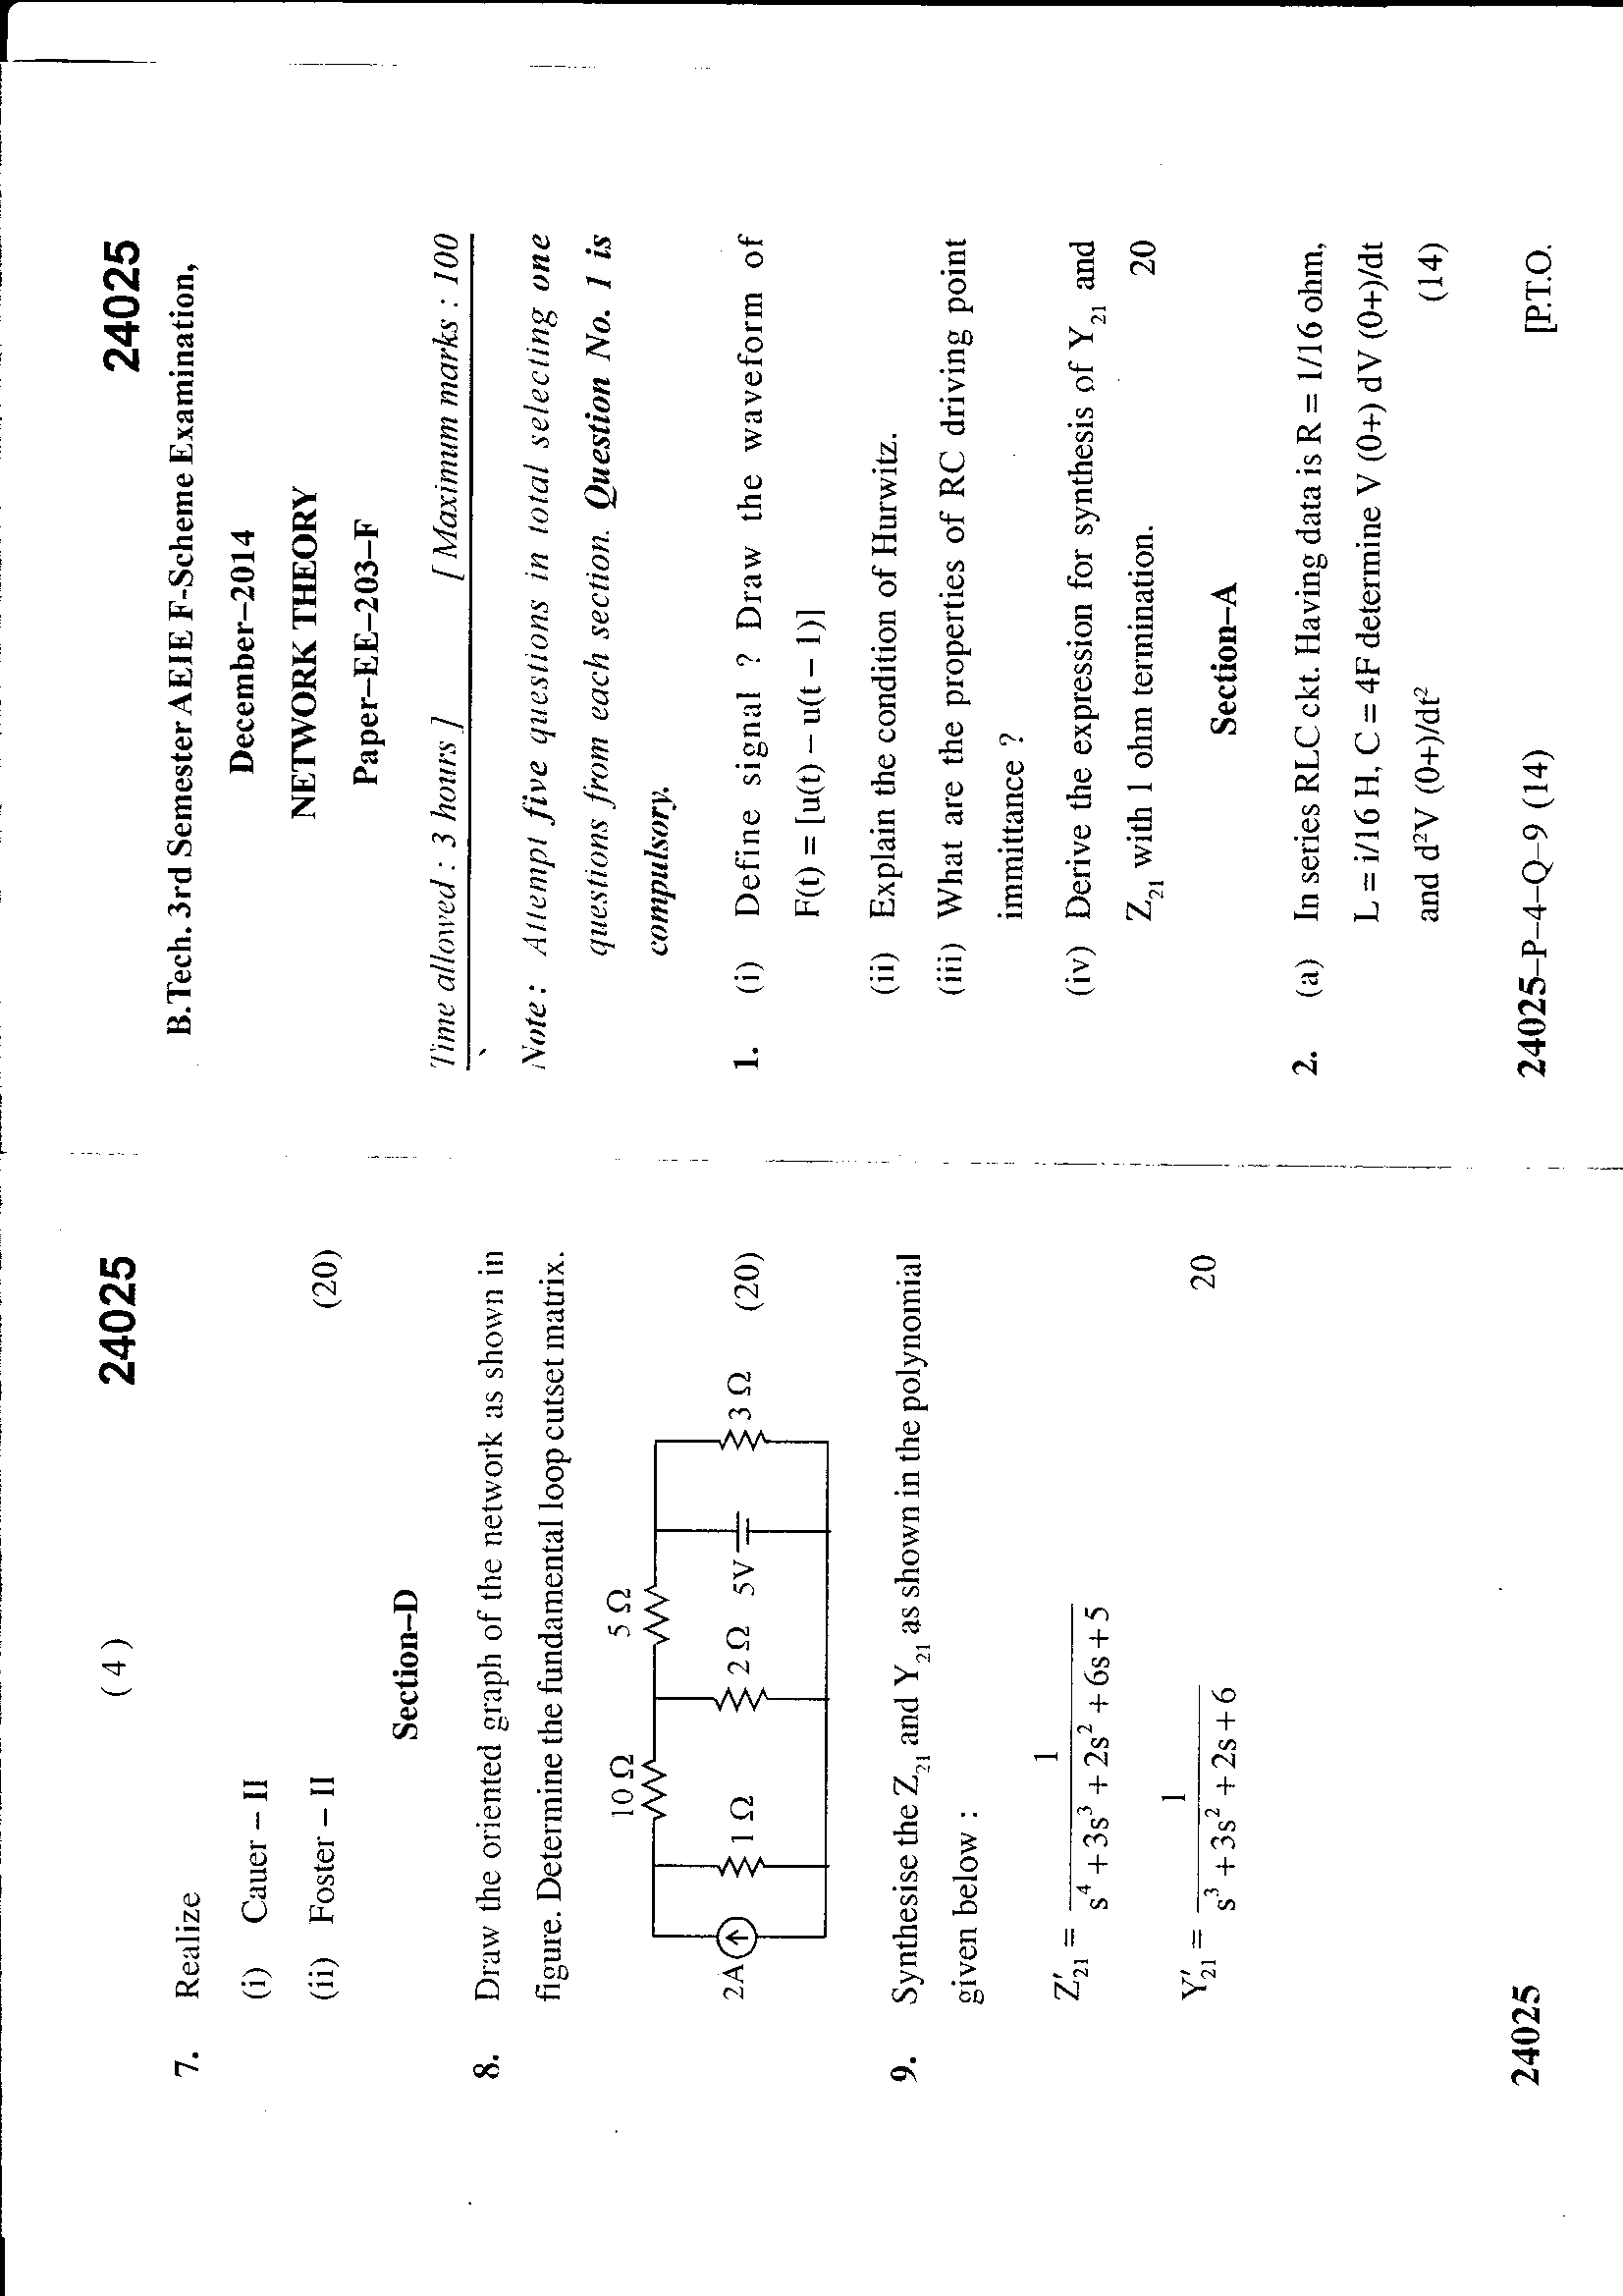 ( 4 ) 24025
7. Realize
(i) Cauer – II
(ii) Foster – II (20)
Section–D
8. Draw the oriented graph of the network as shown in
figure. Determine the fundamental loop cutset matrix.
10 Ω 5 Ω
2A 1 Ω 2 Ω 5V 3 Ω (20)
9. Synthesise the Z₂₁ and Y₂₁ as shown in the polynomial
given below :
Z′₂₁ = 1 / (s⁴ + 3s³ + 2s² + 6s + 5)
Y′₂₁ = 1 / (s³ + 3s² + 2s + 6) 20
24025
24025
B.Tech. 3rd Semester AEIE F-Scheme Examination,
December–2014
NETWORK THEORY
Paper–EE–203–F
Time allowed : 3 hours ] [ Maximum marks : 100
Note : Attempt five questions in total selecting one
questions from each section. Question No. 1 is
compulsory.
1. (i) Define signal ? Draw the waveform of
F(t) = [u(t) – u(t – 1)]
(ii) Explain the condition of Hurwitz.
(iii) What are the properties of RC driving point
immittance ?
(iv) Derive the expression for synthesis of Y₂₁ and
Z₂₁ with 1 ohm termination. 20
Section–A
2. (a) In series RLC ckt. Having data is R = 1/16 ohm,
L = i/16 H, C = 4F determine V (0+) dV (0+)/dt
and d²V (0+)/dt² (14)
24025–P–4–Q–9 (14) [P.T.O.